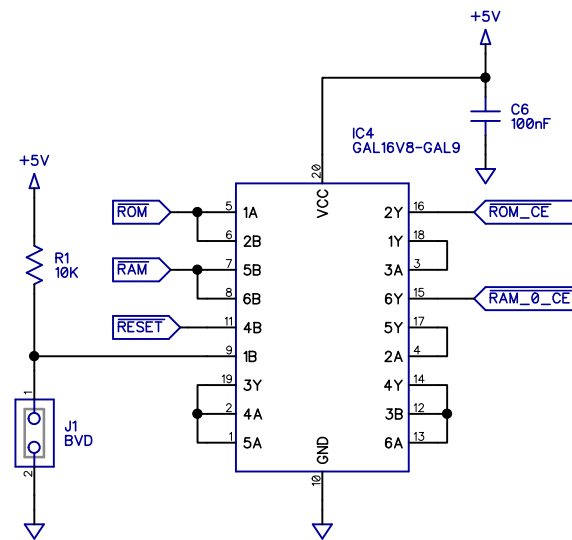 +5V
C6
100nF
IC4
GAL16V8-GAL9
+5V
20
VCC
ROM
5
1A
2Y
16
ROM_CE
6
2B
1Y
18
R1
10K
RAM
7
5B
3A
3
8
6B
6Y
15
RAM_0_CE
RESET
11
4B
5Y
17
9
1B
2A
4
19
3Y
4Y
14
1
J1
BVD
2
4A
3B
12
1
5A
6A
13
2
GND
10